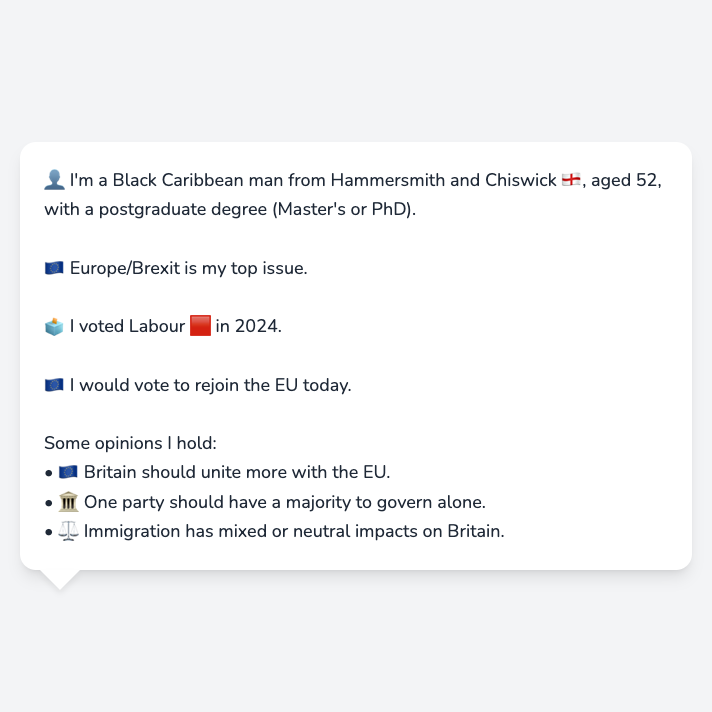 👤 I'm a Black Caribbean man from Hammersmith and Chiswick 🏴󠁧󠁢󠁥󠁮󠁧󠁿, aged 52,
with a postgraduate degree (Master's or PhD).
🇪🇺 Europe/Brexit is my top issue.
🗳️ I voted Labour 🟥 in 2024.
🇪🇺 I would vote to rejoin the EU today.
Some opinions I hold:
• 🇪🇺 Britain should unite more with the EU.
• 🏛️ One party should have a majority to govern alone.
• ⚖️ Immigration has mixed or neutral impacts on Britain.